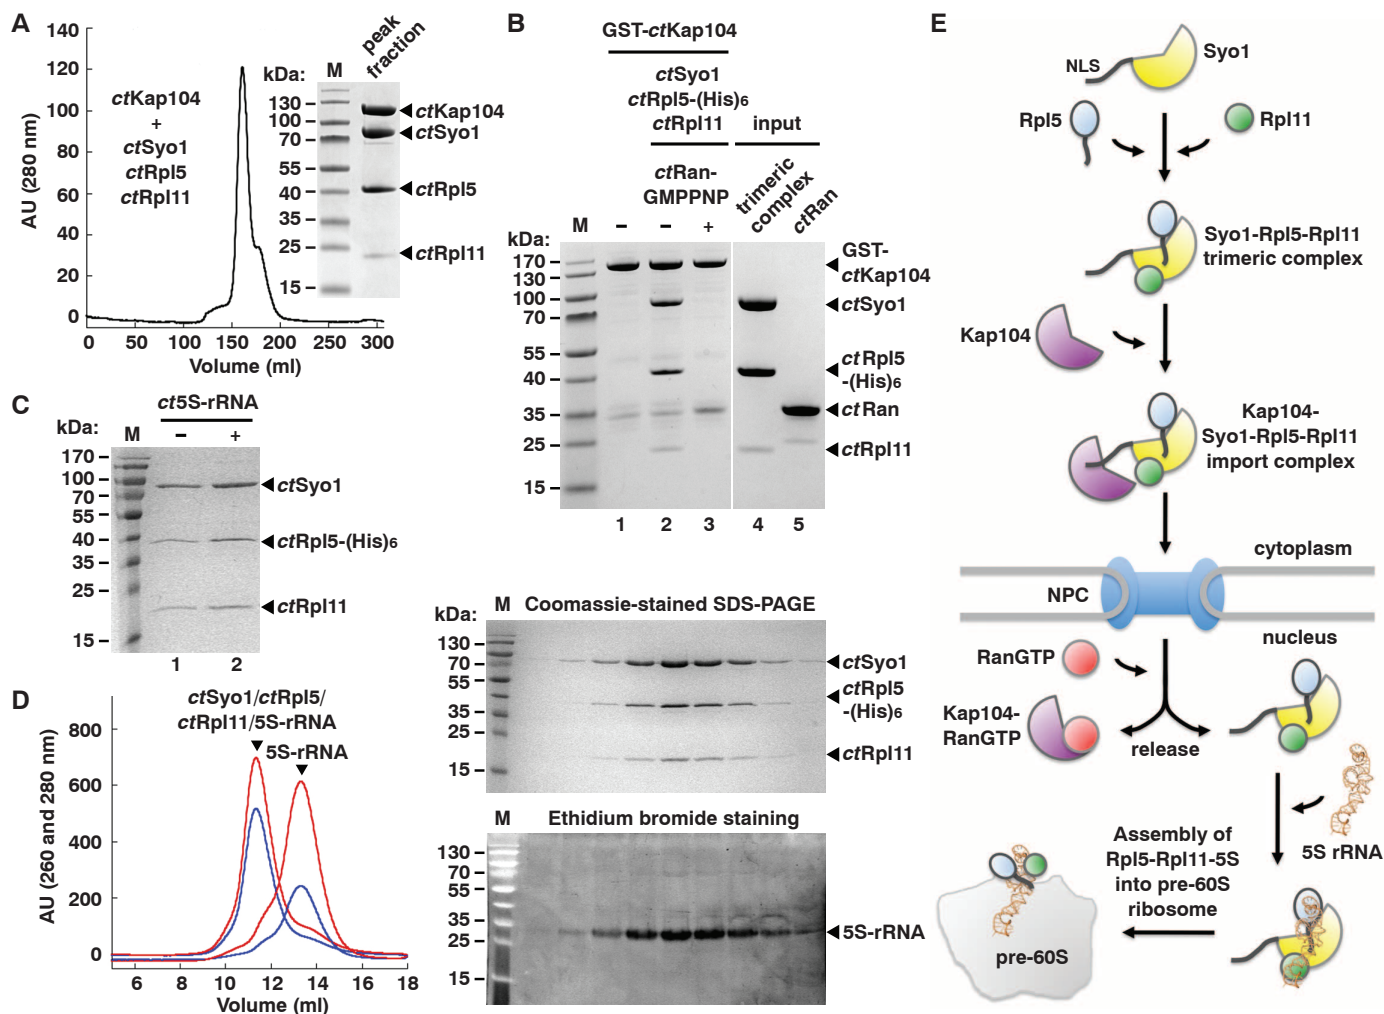 A
140
120
100
80
60
40
20
0
AU (280 nm)
0 50 100 150 200 250 300
Volume (ml)
ctKap104
+
ctSyo1
ctRpl5
ctRpl11
kDa: M peak fraction
130
100
70
55
40
35
25
15
ctKap104
ctSyo1
ctRpl5
ctRpl11
B
GST-ctKap104
ctSyo1
ctRpl5-(His)6
ctRpl11
input
ctRan-
GMPPNP
trimeric complex
ctRan
M – – +
kDa:
170
130
100
70
55
40
35
25
15
GST-
ctKap104
ctSyo1
ctRpl5
-(His)6
ctRan
ctRpl11
1 2 3 4 5
C
ct5S-rRNA
kDa:
M – +
170
100
70
55
40
35
25
15
ctSyo1
ctRpl5-(His)6
ctRpl11
1 2
D
ctSyo1/ctRpl5/
ctRpl11/5S-rRNA
5S-rRNA
800
600
400
200
0
AU (260 and 280 nm)
6 8 10 12 14 16 18
Volume (ml)
kDa: M Coomassie-stained SDS-PAGE
130
70
55
35
25
15
ctSyo1
ctRpl5
-(His)6
ctRpl11
M Ethidium bromide staining
130
70
55
35
25
15
5S-rRNA
E
Syo1
NLS
Rpl5
Rpl11
Syo1-Rpl5-Rpl11
trimeric complex
Kap104
Kap104-
Syo1-Rpl5-Rpl11
import complex
cytoplasm
NPC
nucleus
RanGTP
Kap104-
RanGTP
release
5S rRNA
Assembly of
Rpl5-Rpl11-5S
into pre-60S
ribosome
pre-60S